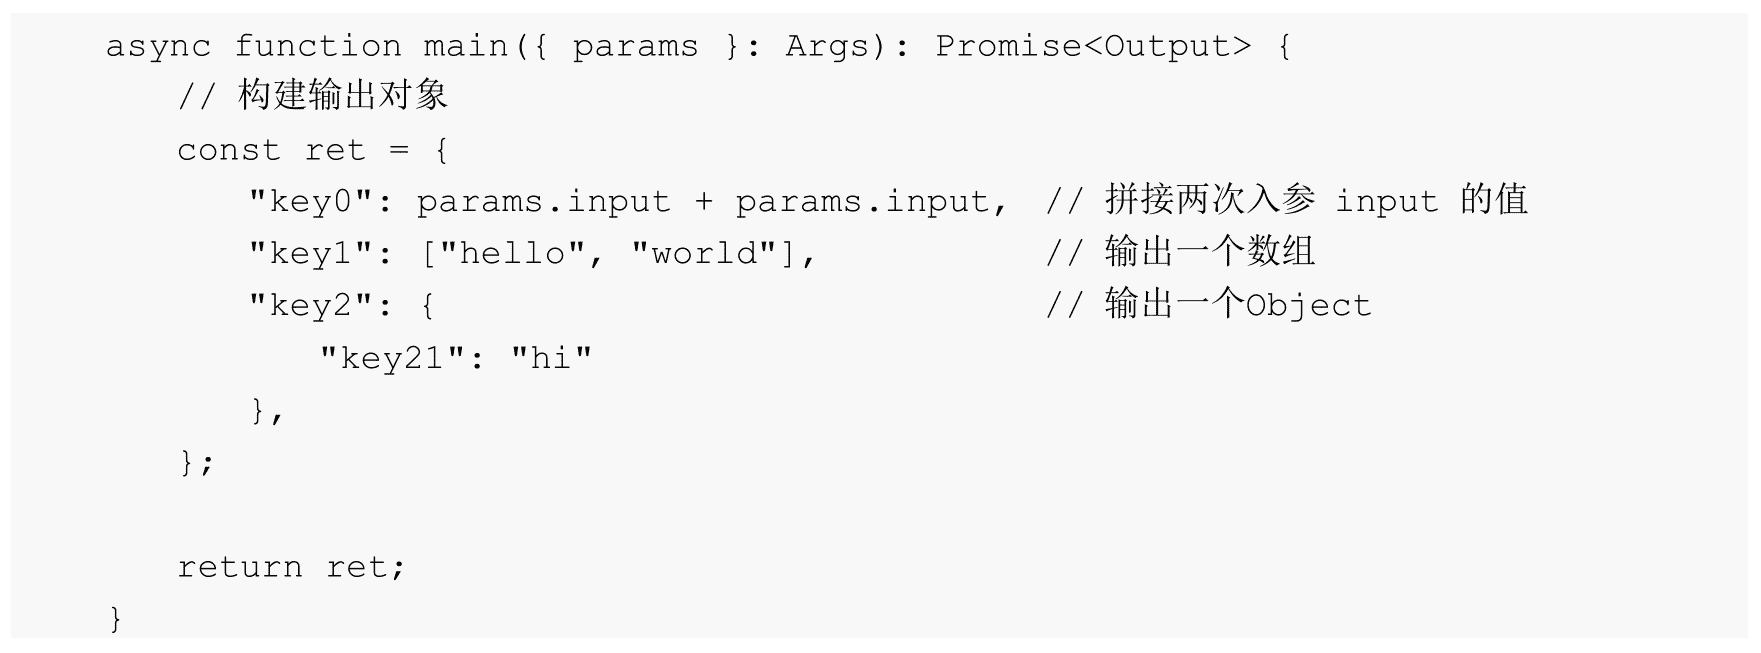 async function main({ params }: Args): Promise<Output> {
// 构建输出对象
const ret = {
"key0": params.input + params.input, // 拼接两次入参 input 的值
"key1": ["hello", "world"], // 输出一个数组
"key2": { // 输出一个Object
"key21": "hi"
},
};
return ret;
}